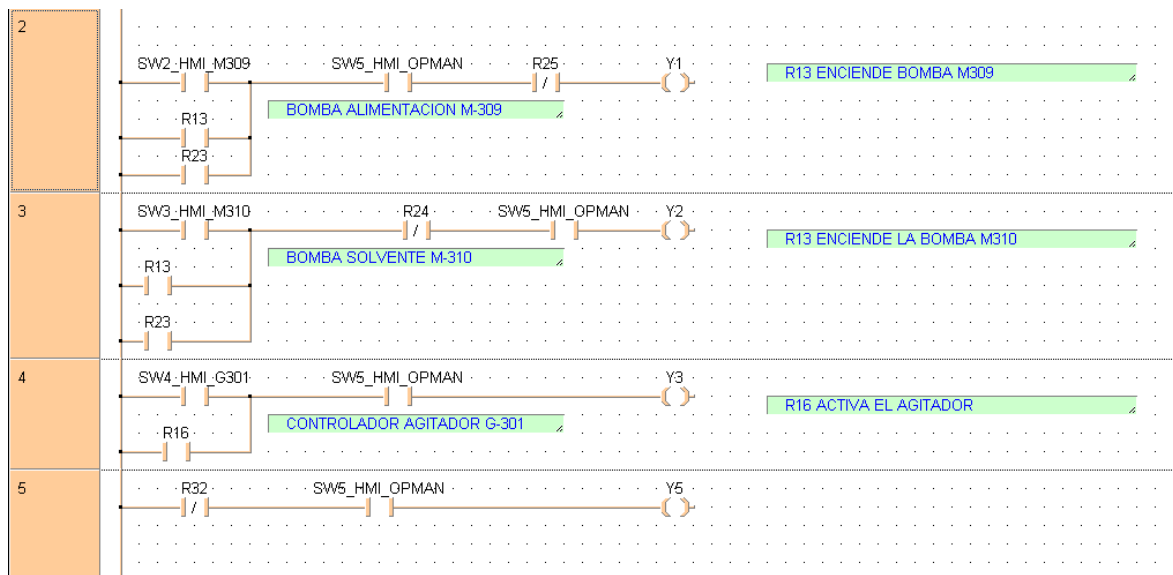 2
SW2_HMI_M309 SW5_HMI_OPMAN R25 Y1
R13 ENCIENDE BOMBA M309
BOMBA ALIMENTACION M-309
R13
R23
3
SW3_HMI_M310 R24 SW5_HMI_OPMAN Y2
R13 ENCIENDE LA BOMBA M310
BOMBA SOLVENTE M-310
R13
R23
4
SW4_HMI_G301 SW5_HMI_OPMAN Y3
R16 ACTIVA EL AGITADOR
CONTROLADOR AGITADOR G-301
R16
5
R32 SW5_HMI_OPMAN Y5